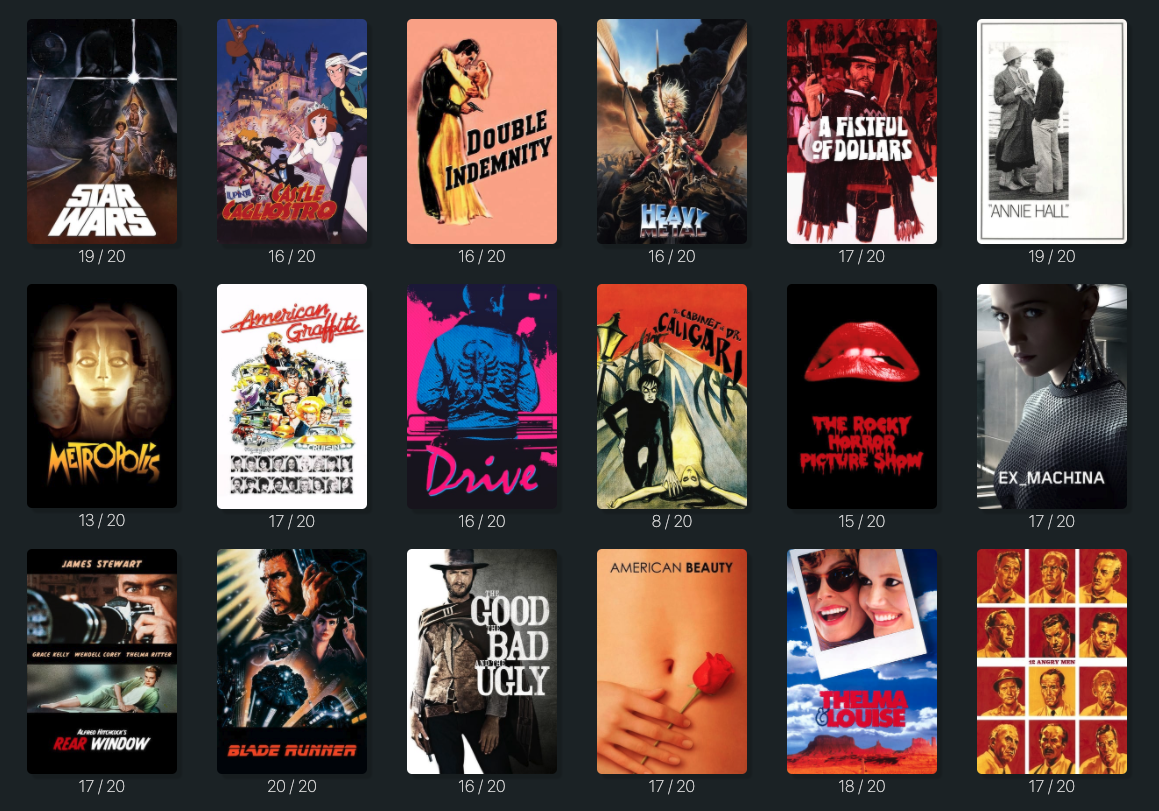 STAR
WARS
19 / 20
LUPIN III
CASTLE
CAGLIOSTRO
16 / 20
DOUBLE
INDEMNITY
16 / 20
HEAVY
METAL
16 / 20
A FISTFUL
OF DOLLARS
17 / 20
"ANNIE HALL"
19 / 20
METROPOLIS
13 / 20
American
Graffiti
17 / 20
Drive
16 / 20
CABINET OF DR.
CALIGARI
8 / 20
THE ROCKY
HORROR
PICTURE SHOW
15 / 20
EX_MACHINA
17 / 20
JAMES STEWART
GRACE KELLY WENDELL COREY THELMA RITTER
ALFRED HITCHCOCK'S
REAR WINDOW
17 / 20
BLADE RUNNER
20 / 20
THE
GOOD
THE
BAD
AND THE
UGLY
16 / 20
AMERICAN BEAUTY
17 / 20
THELMA
& LOUISE
18 / 20
12 ANGRY MEN
17 / 20